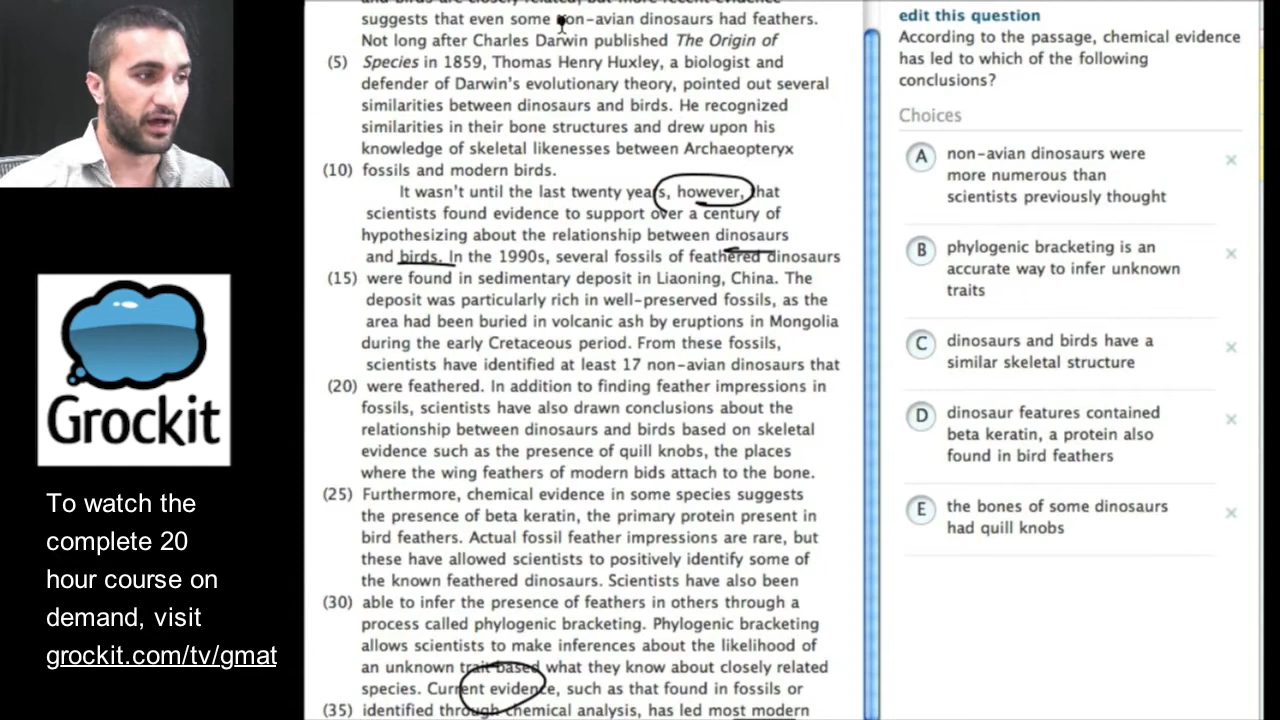 and birds are closely related, but more recent evidence
suggests that even some non-avian dinosaurs had feathers.
Not long after Charles Darwin published The Origin of
(5) Species in 1859, Thomas Henry Huxley, a biologist and
defender of Darwin's evolutionary theory, pointed out several
similarities between dinosaurs and birds. He recognized
similarities in their bone structures and drew upon his
knowledge of skeletal likenesses between Archaeopteryx
(10) fossils and modern birds.
It wasn't until the last twenty years, however, that
scientists found evidence to support over a century of
hypothesizing about the relationship between dinosaurs
and birds. In the 1990s, several fossils of feathered dinosaurs
(15) were found in sedimentary deposit in Liaoning, China. The
deposit was particularly rich in well-preserved fossils, as the
area had been buried in volcanic ash by eruptions in Mongolia
during the early Cretaceous period. From these fossils,
scientists have identified at least 17 non-avian dinosaurs that
(20) were feathered. In addition to finding feather impressions in
fossils, scientists have also drawn conclusions about the
relationship between dinosaurs and birds based on skeletal
evidence such as the presence of quill knobs, the places
where the wing feathers of modern bids attach to the bone.
(25) Furthermore, chemical evidence in some species suggests
the presence of beta keratin, the primary protein present in
bird feathers. Actual fossil feather impressions are rare, but
these have allowed scientists to positively identify some of
the known feathered dinosaurs. Scientists have also been
(30) able to infer the presence of feathers in others through a
process called phylogenic bracketing. Phylogenic bracketing
allows scientists to make inferences about the likelihood of
an unknown trait based what they know about closely related
species. Current evidence, such as that found in fossils or
(35) identified through chemical analysis, has led most modern
edit this question
According to the passage, chemical evidence
has led to which of the following
conclusions?
Choices
A non-avian dinosaurs were
more numerous than
scientists previously thought
B phylogenic bracketing is an
accurate way to infer unknown
traits
C dinosaurs and birds have a
similar skeletal structure
D dinosaur features contained
beta keratin, a protein also
found in bird feathers
E the bones of some dinosaurs
had quill knobs
Grockit
To watch the
complete 20
hour course on
demand, visit
grockit.com/tv/gmat